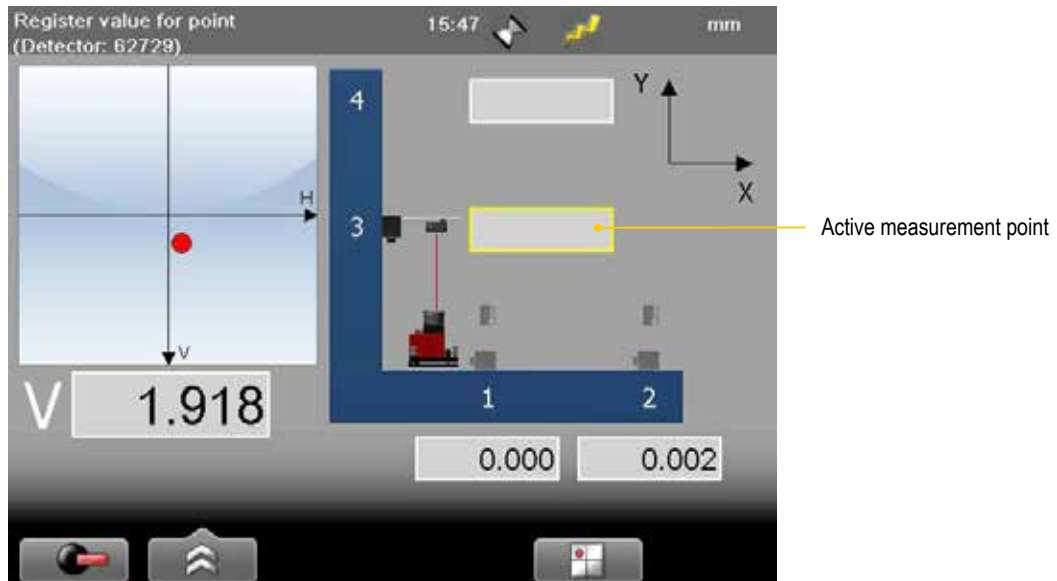 Register value for point
(Detector: 62729)
15:47
mm
4
Y
X
H
3
Active measurement point
V
V 1.918
1
2
0.000
0.002